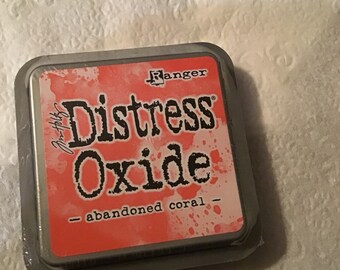 Ranger
Tim Holtz
Distress®
Oxide
— abandoned coral —